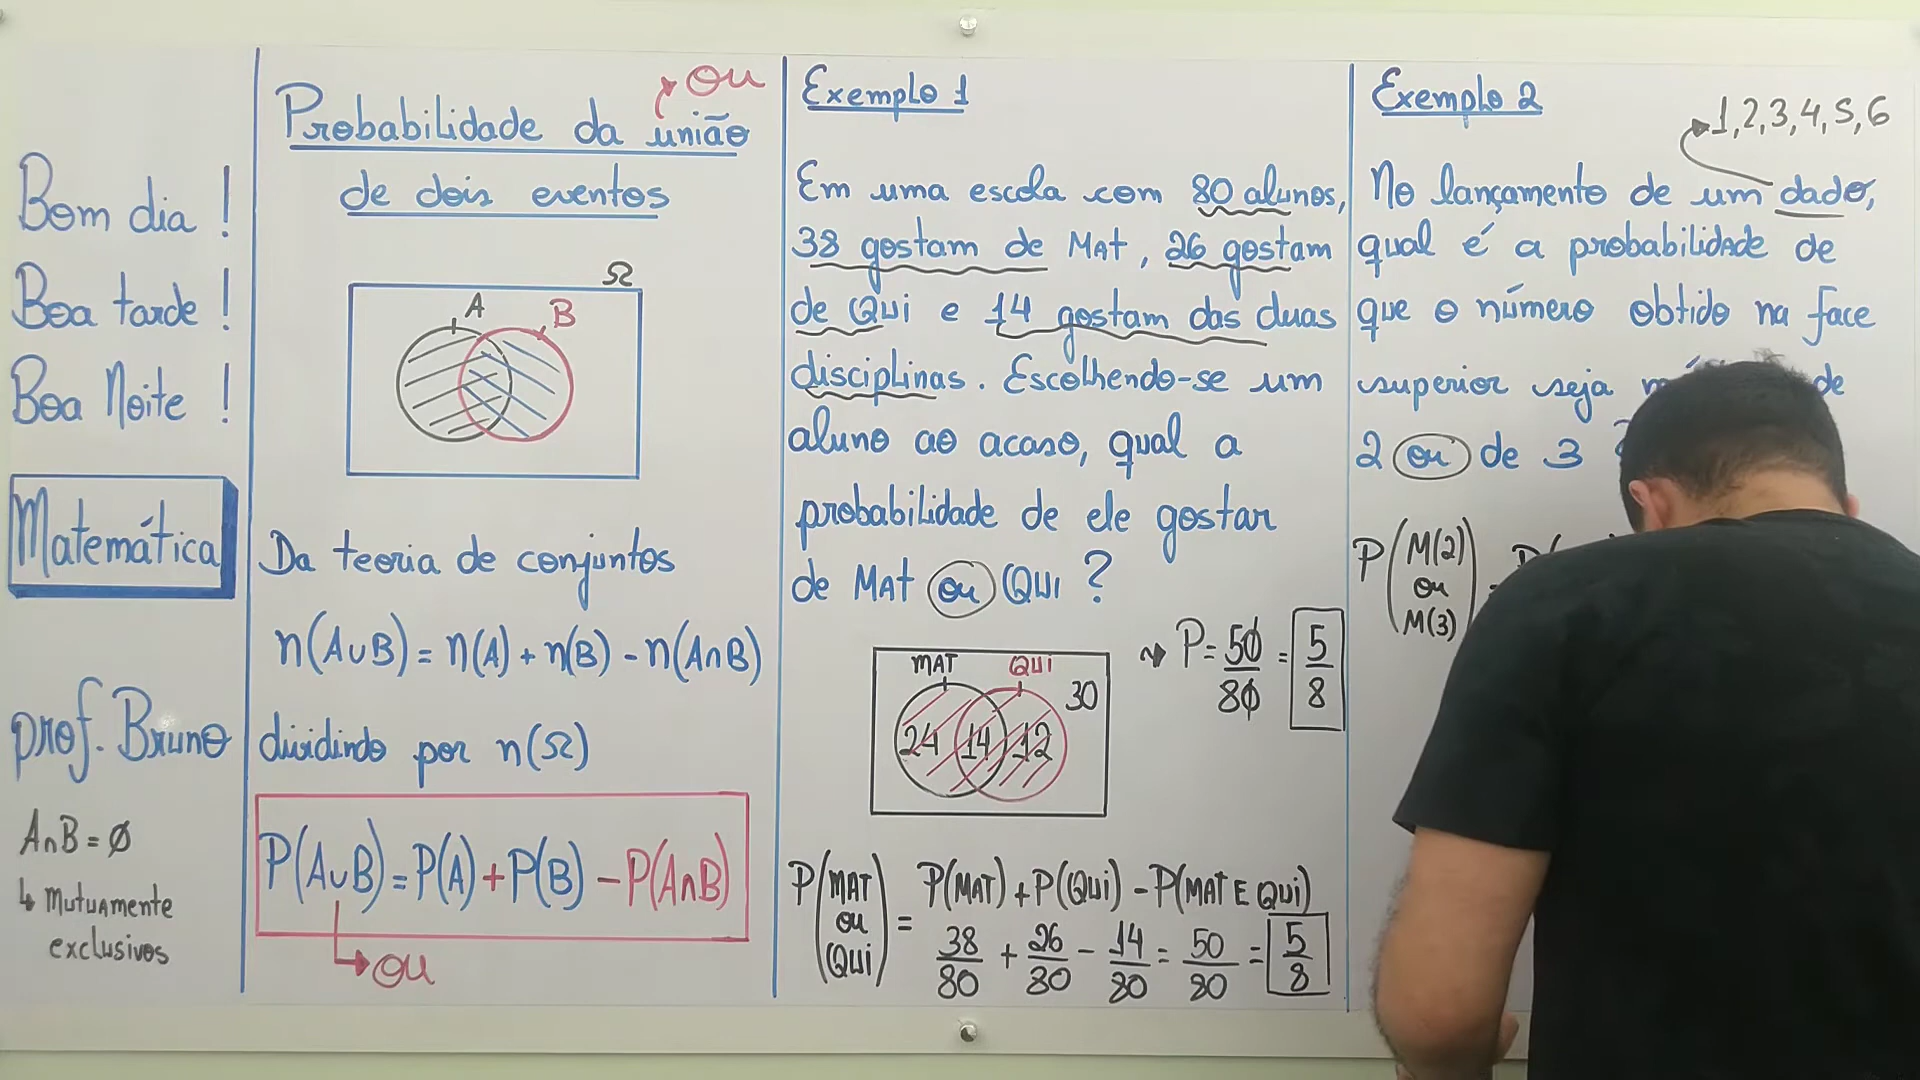 Bom dia !
Boa tarde !
Boa Noite !
Matemática
prof. Bruno
A∩B = ∅
↳ Mutuamente
exclusivos
OU
Probabilidade da união
de dois eventos
Ω
A B
Da teoria de conjuntos
n(A∪B) = n(A) + n(B) - n(A∩B)
dividindo por n(Ω)
P(A∪B) = P(A) + P(B) - P(A∩B)
OU
Exemplo 1
Em uma escola com 80 alunos,
38 gostam de MAT, 26 gostam
de QUI e 14 gostam das duas
disciplinas. Escolhendo-se um
aluno ao acaso, qual a
probabilidade de ele gostar
de MAT ou QUI ?
MAT QUI
30
24 14 12
P = 50/80 = 5/8
P(MAT ou QUI) = P(MAT) + P(QUI) - P(MAT E QUI)
38/80 + 26/80 - 14/80 = 50/80 = 5/8
Exemplo 2
1, 2, 3, 4, 5, 6
No lançamento de um dado,
qual é a probabilidade de
que o número obtido na face
superior seja de
2 ou de 3
P(M(2) ou M(3))